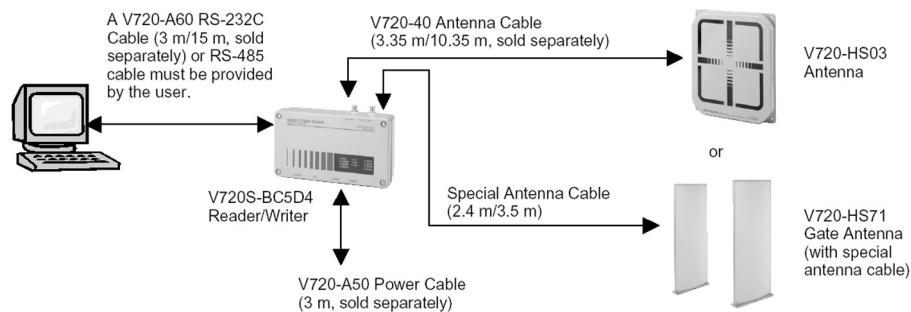 A V720-A60 RS-232C
Cable (3 m/15 m, sold
separately) or RS-485
cable must be provided
by the user.
V720-40 Antenna Cable
(3.35 m/10.35 m, sold separately)
V720-HS03
Antenna
or
V720S-BC5D4
Reader/Writer
Special Antenna Cable
(2.4 m/3.5 m)
V720-HS71
Gate Antenna
(with special
antenna cable)
V720-A50 Power Cable
(3 m, sold separately)